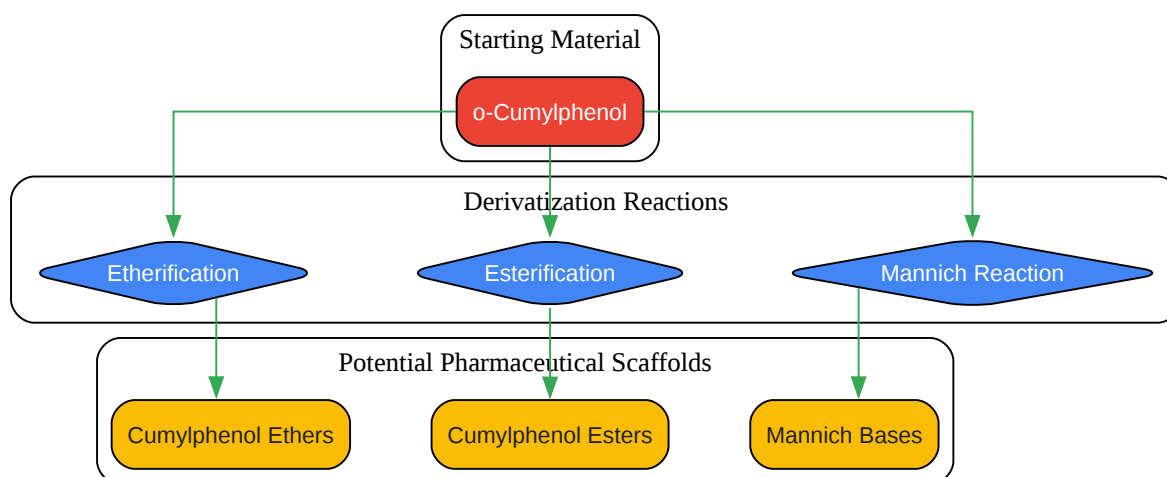 Starting Material
o-Cumylphenol
Derivatization Reactions
Etherification
Esterification
Mannich Reaction
Potential Pharmaceutical Scaffolds
Cumylphenol Ethers
Cumylphenol Esters
Mannich Bases